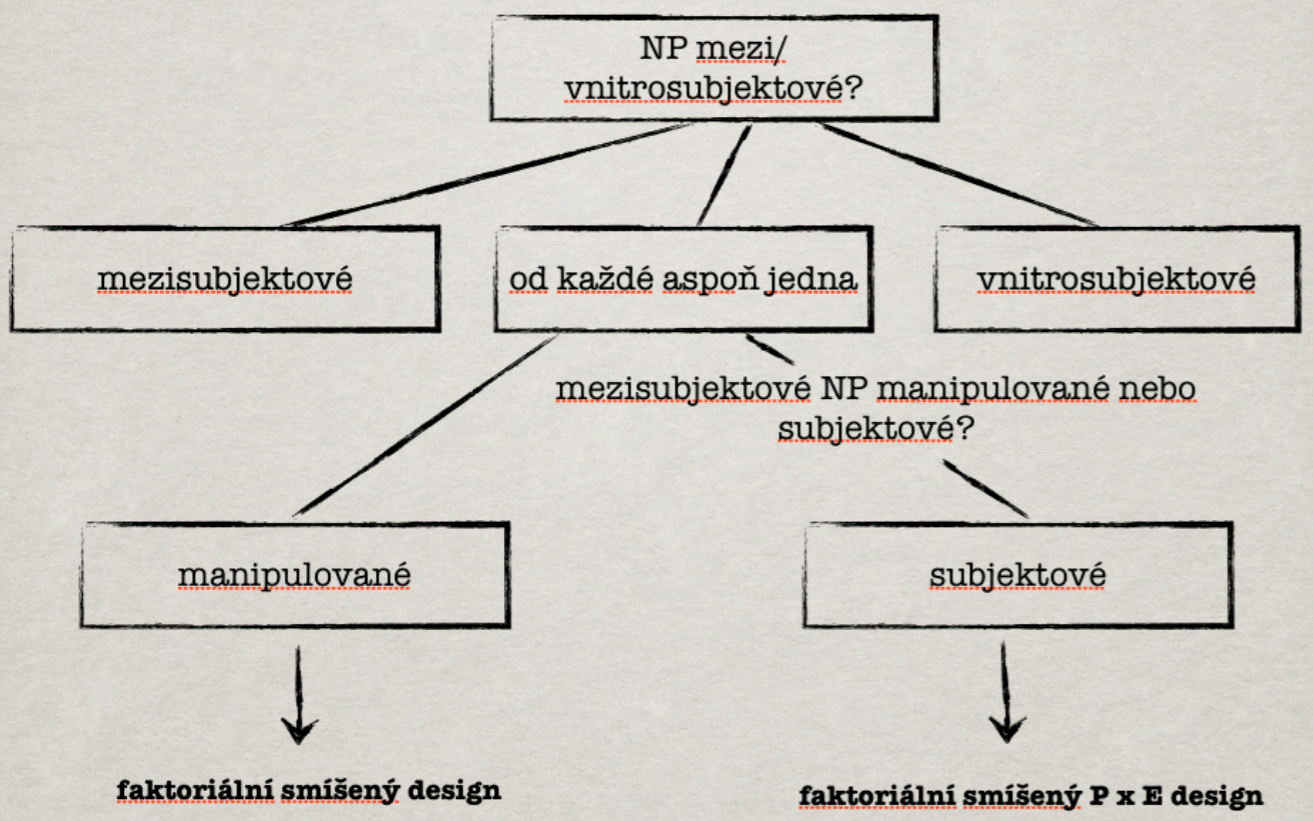 NP mezi/
vnitrosubjektové?
mezisubjektové
od každé aspoň jedna
vnitrosubjektové
mezisubjektové NP manipulované nebo
subjektové?
manipulované
subjektové
faktoriální smíšený design
faktoriální smíšený P x E design